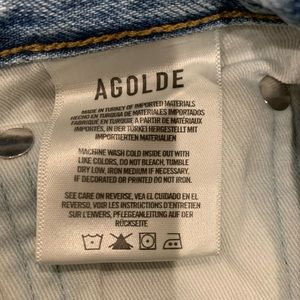 AGOLDE
MADE IN TURKEY OF IMPORTED MATERIALS
HECHO EN TURQUIA DE MATERIALES IMPORTADOS
FABRIQUÉ EN TURQUIE A PARTIR DE MATÉRIAUX
IMPORTÉS, IN DER TÜRKEI HERGESTELLT MIT
IMPORTIERTEN MATERIALIEN
MACHINE WASH COLD INSIDE OUT WITH
LIKE COLORS, DO NOT BLEACH, TUMBLE
DRY LOW, IRON MEDIUM IF NECESSARY.
IF DECORATED OR PRINTED DO NOT IRON.
SEE CARE ON REVERSE, VEA EL CUIDADO EN EL
REVERSO, VOIR LES INSTRUCTIONS D'ENTRETIEN
SUR L'ENVERS, PFLEGEANLEITUNG AUF DER
RÜCKSEITE